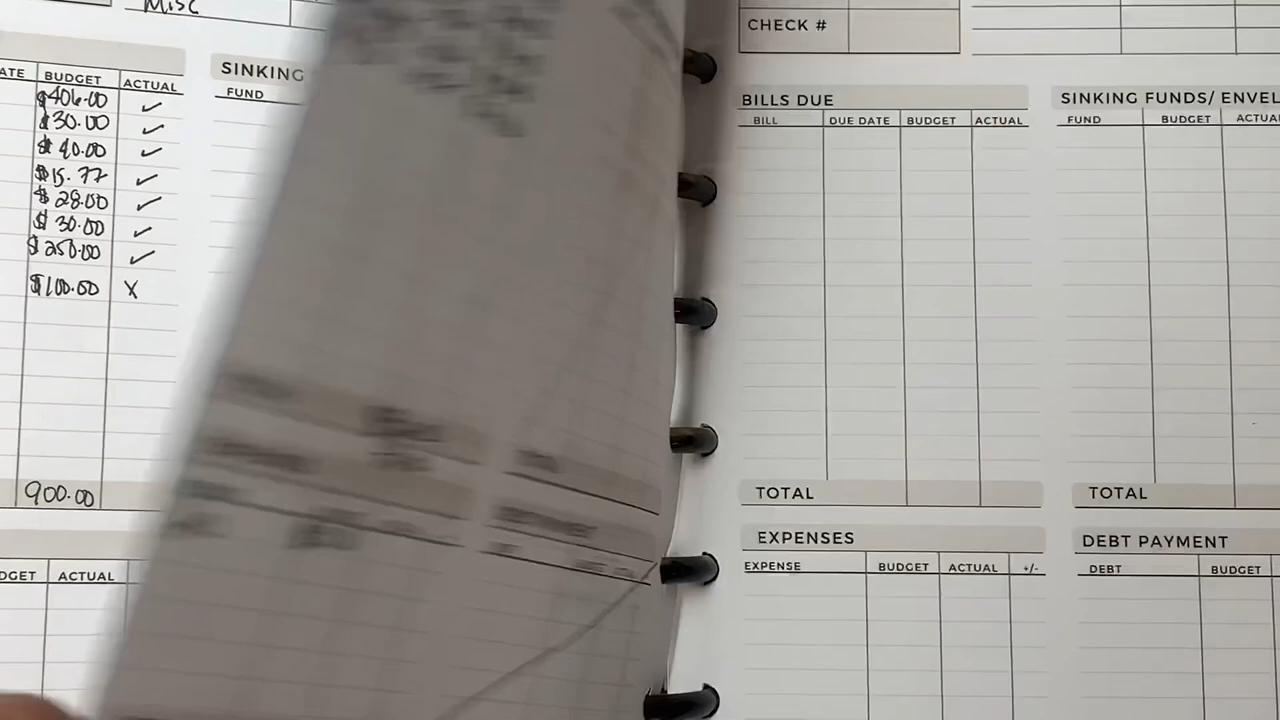 Misc
ATE BUDGET ACTUAL
$406.00 ✓
$30.00 ✓
$40.00 ✓
$15.77 ✓
$28.00 ✓
$30.00 ✓
$250.00 ✓
$100.00 X
900.00
DGET ACTUAL
SINKING
FUND
CHECK #
BILLS DUE
BILL DUE DATE BUDGET ACTUAL
TOTAL
SINKING FUNDS/ ENVEL
FUND BUDGET ACTUA
TOTAL
EXPENSES
EXPENSE BUDGET ACTUAL +/-
DEBT PAYMENT
DEBT BUDGET